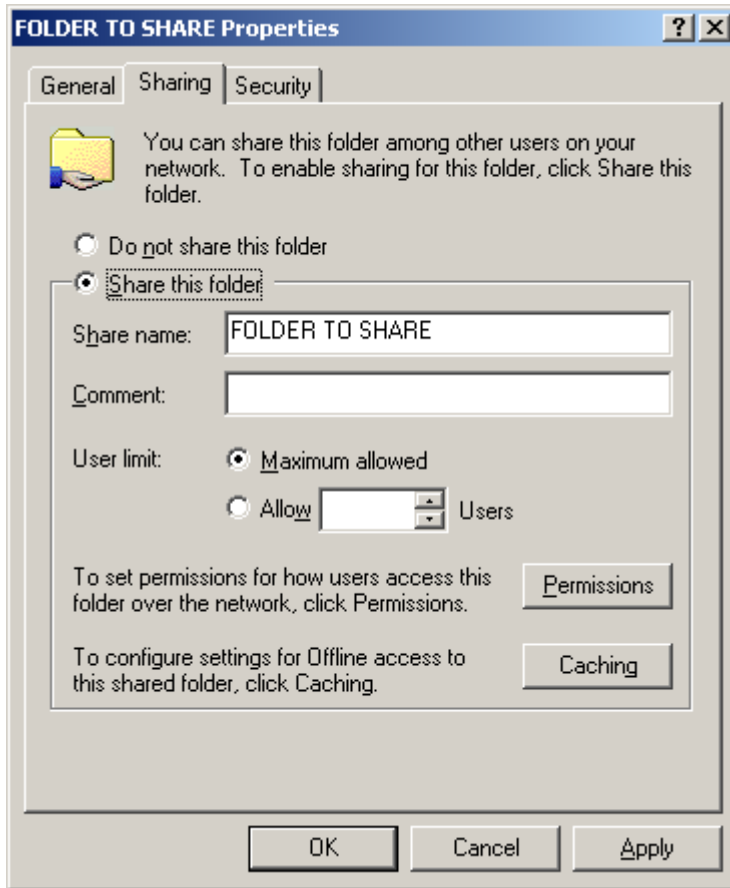 FOLDER TO SHARE Properties
General Sharing Security
You can share this folder among other users on your
network. To enable sharing for this folder, click Share this
folder.
Do not share this folder
Share this folder
Share name: FOLDER TO SHARE
Comment:
User limit: Maximum allowed
Allow Users
To set permissions for how users access this
folder over the network, click Permissions.
Permissions
To configure settings for Offline access to
this shared folder, click Caching.
Caching
OK Cancel Apply